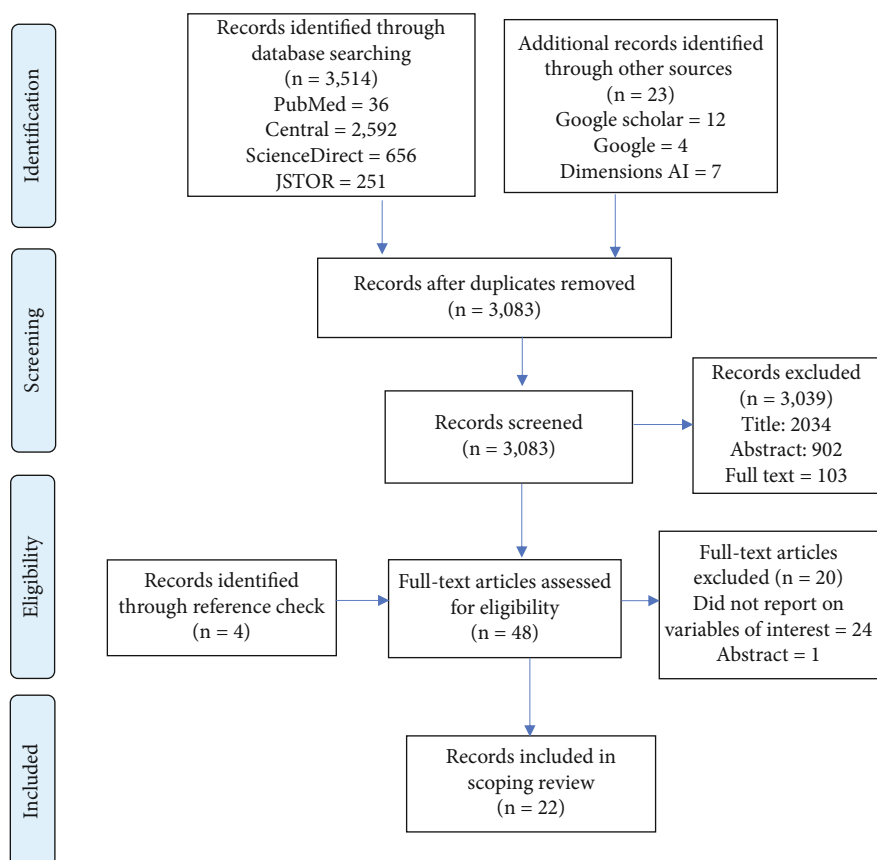 Identification
Records identified through
database searching
(n = 3,514)
PubMed = 36
Central = 2,592
ScienceDirect = 656
JSTOR = 251
Additional records identified
through other sources
(n = 23)
Google scholar = 12
Google = 4
Dimensions AI = 7
Screening
Records after duplicates removed
(n = 3,083)
Records screened
(n = 3,083)
Records excluded
(n = 3,039)
Title: 2034
Abstract: 902
Full text = 103
Eligibility
Records identified
through reference check
(n = 4)
Full-text articles assessed
for eligibility
(n = 48)
Full-text articles
excluded (n = 20)
Did not report on
variables of interest = 24
Abstract = 1
Included
Records included in
scoping review
(n = 22)